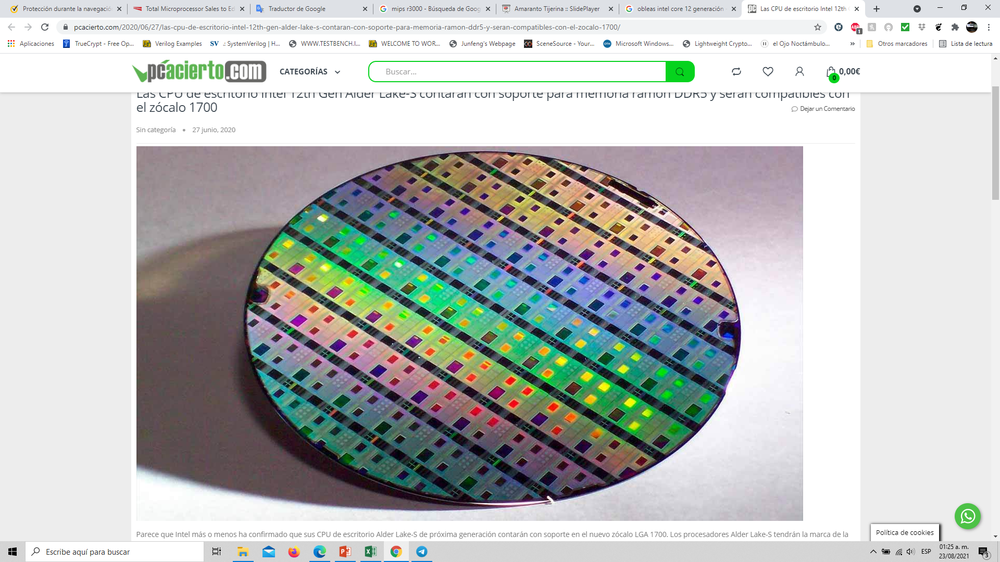 Protección durante la navegació
Total Microprocessor Sales to Ed
Traductor de Google
mips r3000 - Búsqueda de Goog
Amaranto Tijerina :: SlidePlayer
obleas intel core 12 generación
Las CPU de escritorio Intel 12th
pcacierto.com/2020/06/27/las-cpu-de-escritorio-intel-12th-gen-alder-lake-s-contaran-con-soporte-para-memoria-ramon-ddr5-y-seran-compatibles-con-el-zocalo-1700/
ABP
1
Aplicaciones
TrueCrypt - Free Op...
Verilog Examples
SV .: SystemVerilog | H...
WWW.TESTBENCH.I...
WELCOME TO WOR...
Junfeng's Webpage
SceneSource - Your...
Microsoft Windows...
Lightweight Crypto...
el Ojo Noctámbulo...
»
Otros marcadores
Lista de lectura
pcacierto.com
CATEGORÍAS
Buscar...
0
0,00€
Las CPU de escritorio Intel 12th Gen Alder Lake-S contarán con soporte para memoria ramón DDR5 y serán compatibles con
el zócalo 1700
Dejar un Comentario
Sin categoría • 27 junio, 2020
Parece que Intel más o menos ha confirmado que sus CPU de escritorio Alder Lake-S de próxima generación contarán con soporte en el nuevo zócalo LGA 1700. Los procesadores Alder Lake-S tendrán la marca de la
Política de cookies
Escribe aquí para buscar
ESP
01:25 a. m.
23/08/2021
3